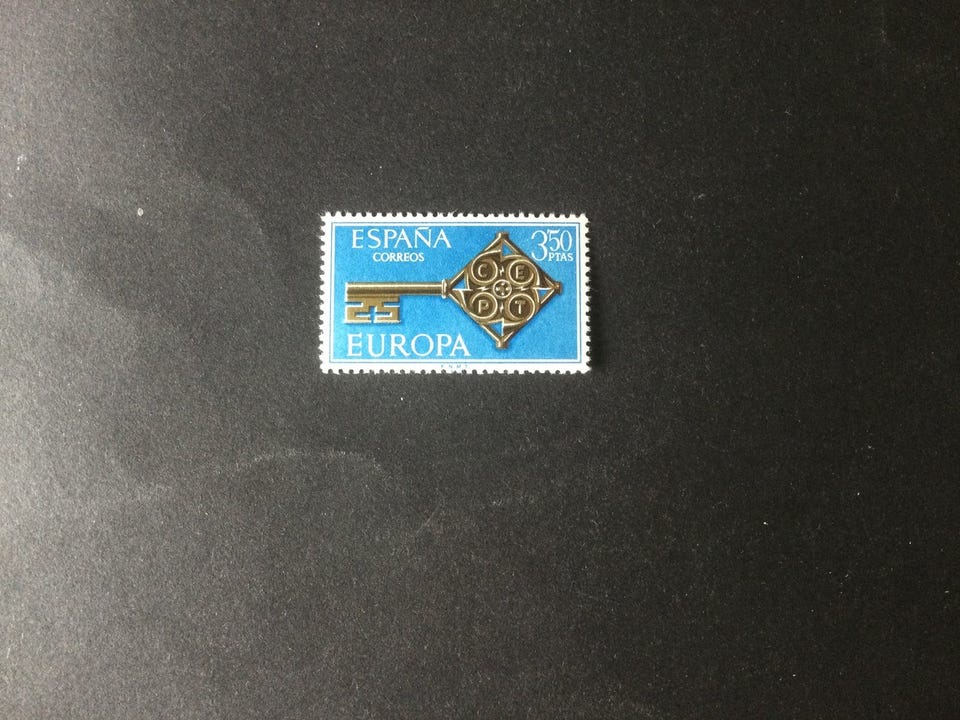 ESPAÑA
CORREOS
3'50
PTAS
C E
P T
EUROPA
F.N.M.T.